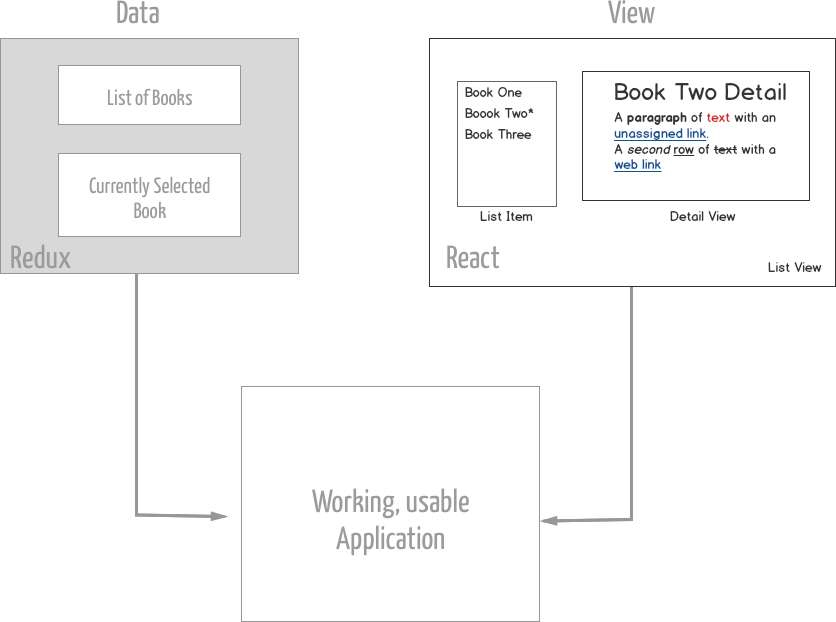 Data
List of Books
Currently Selected
Book
Redux
View
Book One
Boook Two*
Book Three
List Item
Book Two Detail
A paragraph of text with an
unassigned link.
A second row of text with a
web link
Detail View
React
List View
Working, usable
Application